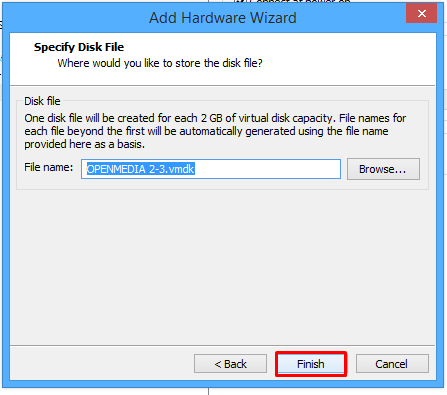 Add Hardware Wizard
Specify Disk File
Where would you like to store the disk file?
Disk file
One disk file will be created for each 2 GB of virtual disk capacity. File names for
each file beyond the first will be automatically generated using the file name
provided here as a basis.
File name: OPENMEDIA 2-3.vmdk Browse...
< Back Finish Cancel